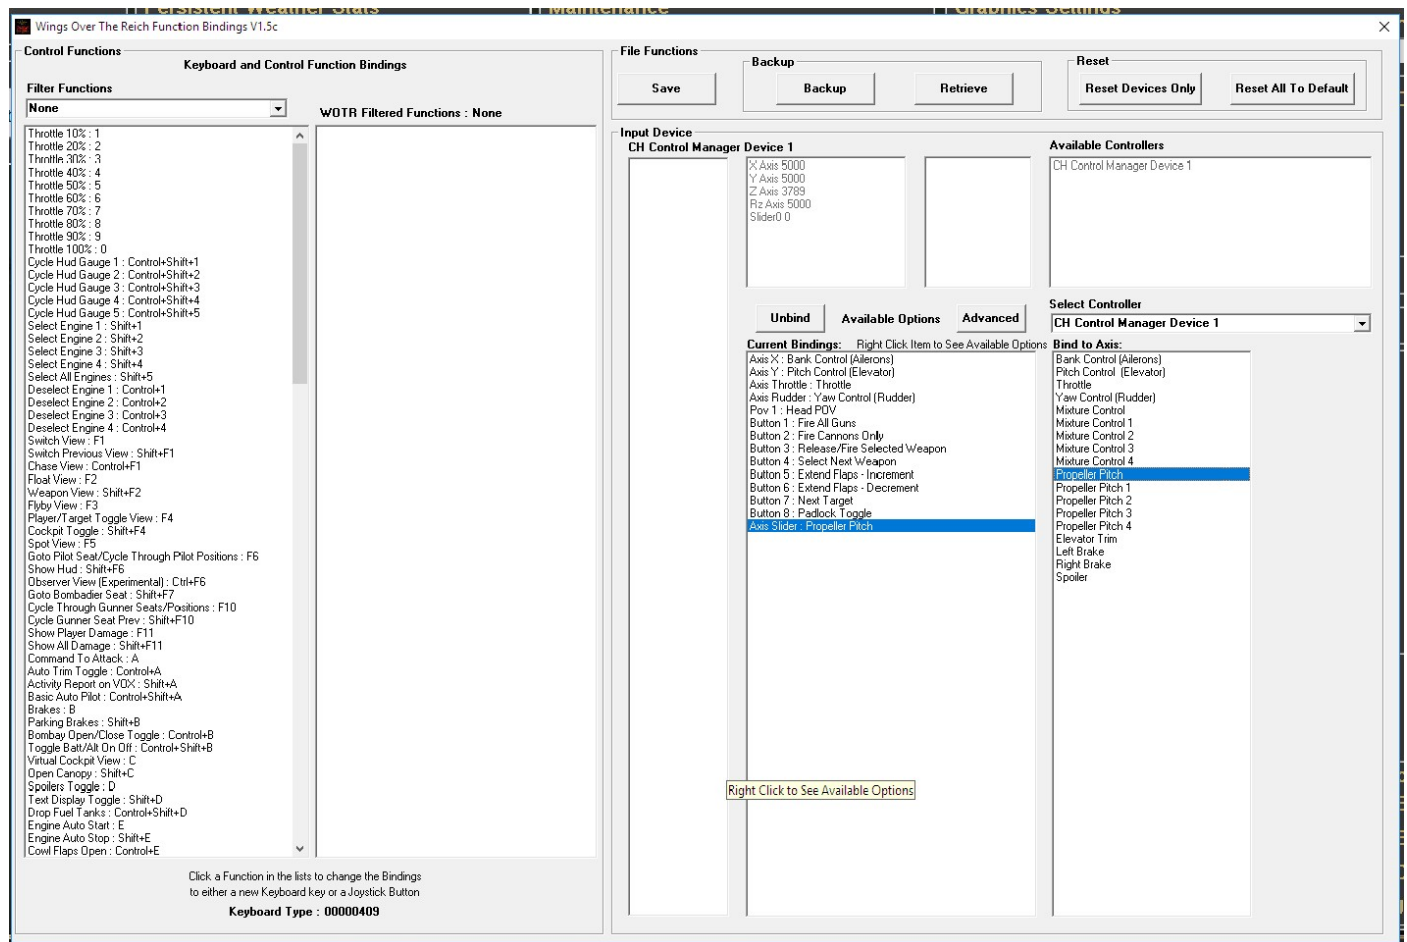 Persistent Weather Stats
Maintenance
Graphics Settings
Wings Over The Reich Function Bindings V1.5c
Control Functions
Keyboard and Control Function Bindings
Filter Functions
None
WOTR Filtered Functions : None
Throttle 10% : 1
Throttle 20% : 2
Throttle 30% : 3
Throttle 40% : 4
Throttle 50% : 5
Throttle 60% : 6
Throttle 70% : 7
Throttle 80% : 8
Throttle 90% : 9
Throttle 100% : 0
Cycle Hud Gauge 1 : Control+Shift+1
Cycle Hud Gauge 2 : Control+Shift+2
Cycle Hud Gauge 3 : Control+Shift+3
Cycle Hud Gauge 4 : Control+Shift+4
Cycle Hud Gauge 5 : Control+Shift+5
Select Engine 1 : Shift+1
Select Engine 2 : Shift+2
Select Engine 3 : Shift+3
Select Engine 4 : Shift+4
Select All Engines : Shift+5
Deselect Engine 1 : Control+1
Deselect Engine 2 : Control+2
Deselect Engine 3 : Control+3
Deselect Engine 4 : Control+4
Switch View : F1
Switch Previous View : Shift+F1
Chase View : Control+F1
Float View : F2
Weapon View : Shift+F2
Flyby View : F3
Player/Target Toggle View : F4
Cockpit Toggle : Shift+F4
Spot View : F5
Goto Pilot Seat/Cycle Through Pilot Positions : F6
Show Hud : Shift+F6
Observer View (Experimental) : Ctrl+F6
Goto Bombadier Seat : Shift+F7
Cycle Through Gunner Seats/Positions : F10
Cycle Gunner Seat Prev : Shift+F10
Show Player Damage : F11
Show All Damage : Shift+F11
Command To Attack : A
Auto Trim Toggle : Control+A
Activity Report on VOX : Shift+A
Basic Auto Pilot : Control+Shift+A
Brakes : B
Parking Brakes : Shift+B
Bombay Open/Close Toggle : Control+B
Toggle Batt/Alt On Off : Control+Shift+B
Virtual Cockpit View : C
Open Canopy : Shift+C
Spoilers Toggle : D
Text Display Toggle : Shift+D
Drop Fuel Tanks : Control+Shift+D
Engine Auto Start : E
Engine Auto Stop : Shift+E
Cowl Flaps Open : Control+E
Click a Function in the lists to change the Bindings
to either a new Keyboard key or a Joystick Button
Keyboard Type : 00000409
File Functions
Save
Backup
Backup
Retrieve
Reset
Reset Devices Only
Reset All To Default
Input Device
CH Control Manager Device 1
X Axis 5000
Y Axis 5000
Z Axis 3789
Rz Axis 5000
Slider0 0
Available Controllers
CH Control Manager Device 1
Unbind
Available Options
Advanced
Select Controller
CH Control Manager Device 1
Current Bindings: Right Click Item to See Available Options
Axis X : Bank Control (Ailerons)
Axis Y : Pitch Control (Elevator)
Axis Throttle : Throttle
Axis Rudder : Yaw Control (Rudder)
Pov 1 : Head POV
Button 1 : Fire All Guns
Button 2 : Fire Cannons Only
Button 3 : Release/Fire Selected Weapon
Button 4 : Select Next Weapon
Button 5 : Extend Flaps - Increment
Button 6 : Extend Flaps - Decrement
Button 7 : Next Target
Button 8 : Padlock Toggle
Axis Slider : Propeller Pitch
Right Click to See Available Options
Bind to Axis:
Bank Control (Ailerons)
Pitch Control (Elevator)
Throttle
Yaw Control (Rudder)
Mixture Control
Mixture Control 1
Mixture Control 2
Mixture Control 3
Mixture Control 4
Propeller Pitch
Propeller Pitch 1
Propeller Pitch 2
Propeller Pitch 3
Propeller Pitch 4
Elevator Trim
Left Brake
Right Brake
Spoiler